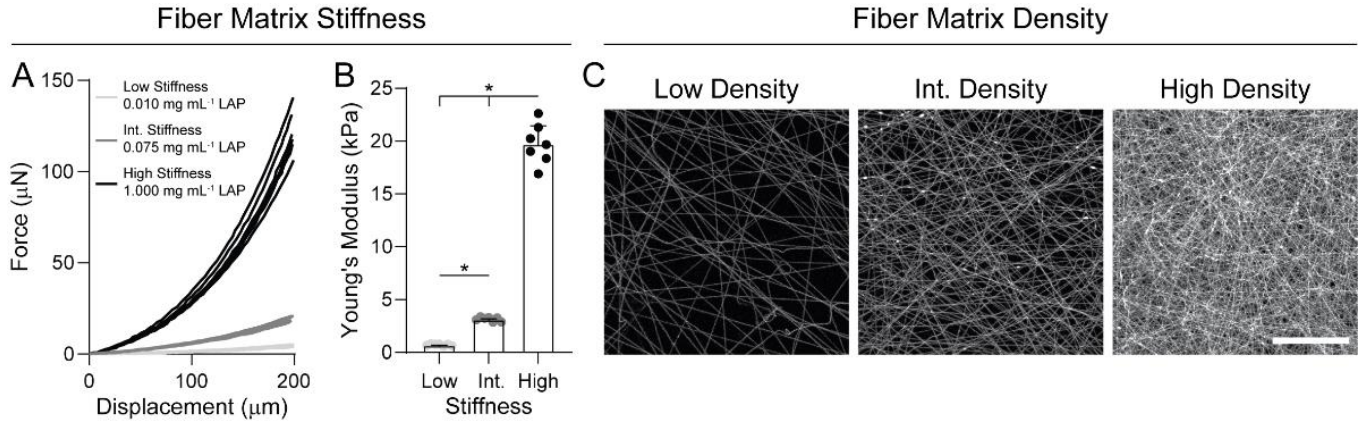 Fiber Matrix Stiffness
Fiber Matrix Density
A
150
100
50
0
Force (μN)
Low Stiffness
0.010 mg mL⁻¹ LAP
Int. Stiffness
0.075 mg mL⁻¹ LAP
High Stiffness
1.000 mg mL⁻¹ LAP
0 100 200
Displacement (μm)
B
25
20
15
10
5
0
Young's Modulus (kPa)
*
*
Low Int. High
Stiffness
C
Low Density
Int. Density
High Density